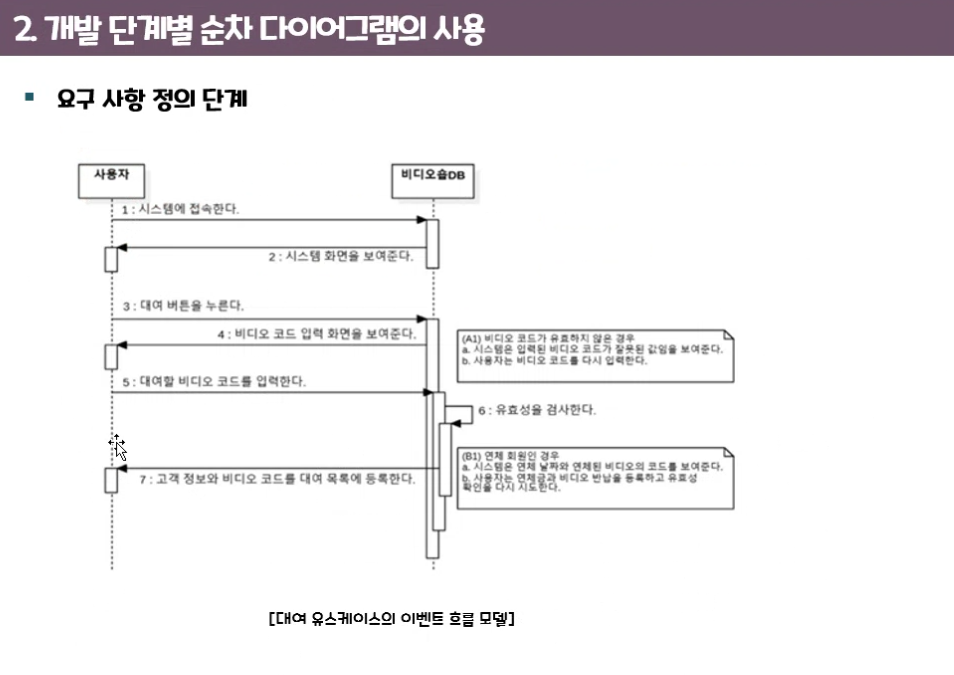 2. 개발 단계별 순차 다이어그램의 사용
요구 사항 정의 단계
사용자
비디오숍DB
1 : 시스템에 접속한다.
2 : 시스템 화면을 보여준다.
3 : 대여 버튼을 누른다.
4 : 비디오 코드 입력 화면을 보여준다.
(A1) 비디오 코드가 유효하지 않은 경우
a. 시스템은 입력된 비디오 코드가 잘못된 값임을 보여준다.
b. 사용자는 비디오 코드를 다시 입력한다.
5 : 대여할 비디오 코드를 입력한다.
6 : 유효성을 검사한다.
(B1) 연체 회원인 경우
a. 시스템은 연체 날짜와 연체된 비디오의 코드를 보여준다.
b. 사용자는 연체금과 비디오 반납을 등록하고 유효성
확인을 다시 시도한다.
7 : 고객 정보와 비디오 코드를 대여 목록에 등록한다.
[대여 유스케이스의 이벤트 흐름 모델]